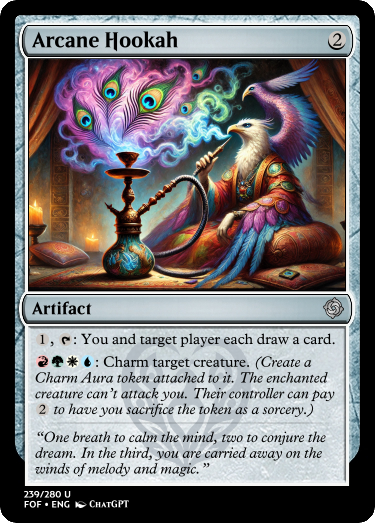 Arcane Hookah 2
Artifact
1, T: You and target player each draw a card.
RGWU: Charm target creature. (Create a
Charm Aura token attached to it. The enchanted
creature can't attack you. Their controller can pay
2 to have you sacrifice the token as a sorcery.)
“One breath to calm the mind, two to conjure the
dream. In the third, you are carried away on the
winds of melody and magic.”
239/280 U
FOF • ENG ChatGPT